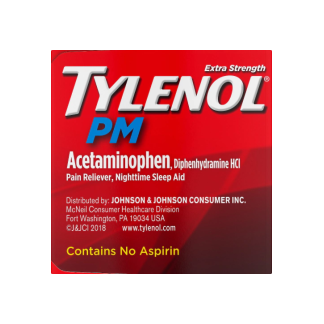 Extra Strength
TYLENOL®
PM
Acetaminophen, Diphenhydramine HCl
Pain Reliever, Nighttime Sleep Aid
Distributed by: JOHNSON & JOHNSON CONSUMER INC.
McNeil Consumer Healthcare Division
Fort Washington, PA 19034 USA
©J&JCI 2018 www.tylenol.com
Contains No Aspirin